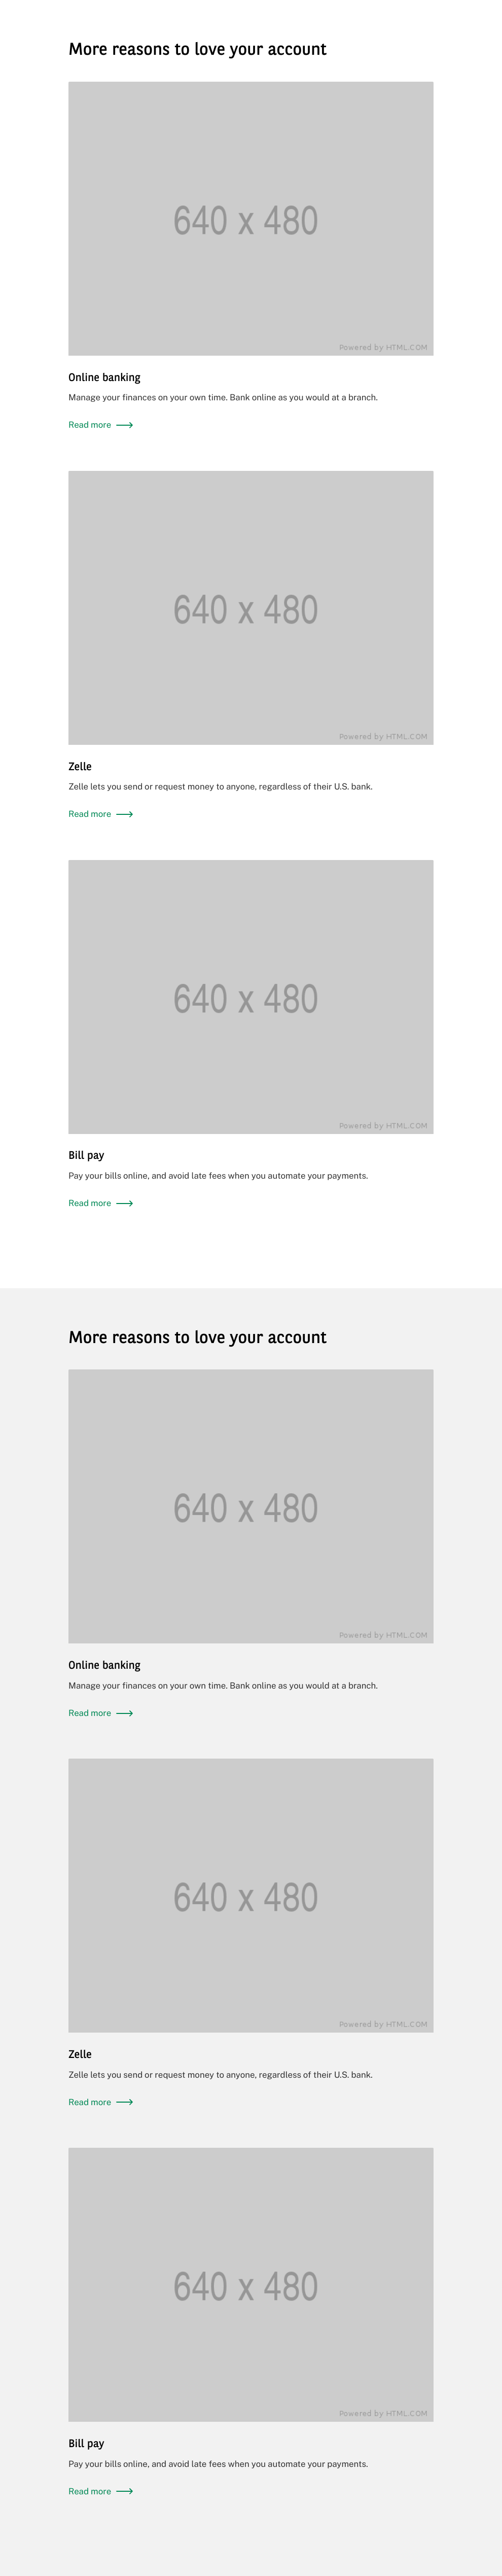 More reasons to love your account
640 x 480
Powered by HTML.COM
Online banking
Manage your finances on your own time. Bank online as you would at a branch.
Read more
640 x 480
Powered by HTML.COM
Zelle
Zelle lets you send or request money to anyone, regardless of their U.S. bank.
Read more
640 x 480
Powered by HTML.COM
Bill pay
Pay your bills online, and avoid late fees when you automate your payments.
Read more
More reasons to love your account
640 x 480
Powered by HTML.COM
Online banking
Manage your finances on your own time. Bank online as you would at a branch.
Read more
640 x 480
Powered by HTML.COM
Zelle
Zelle lets you send or request money to anyone, regardless of their U.S. bank.
Read more
640 x 480
Powered by HTML.COM
Bill pay
Pay your bills online, and avoid late fees when you automate your payments.
Read more